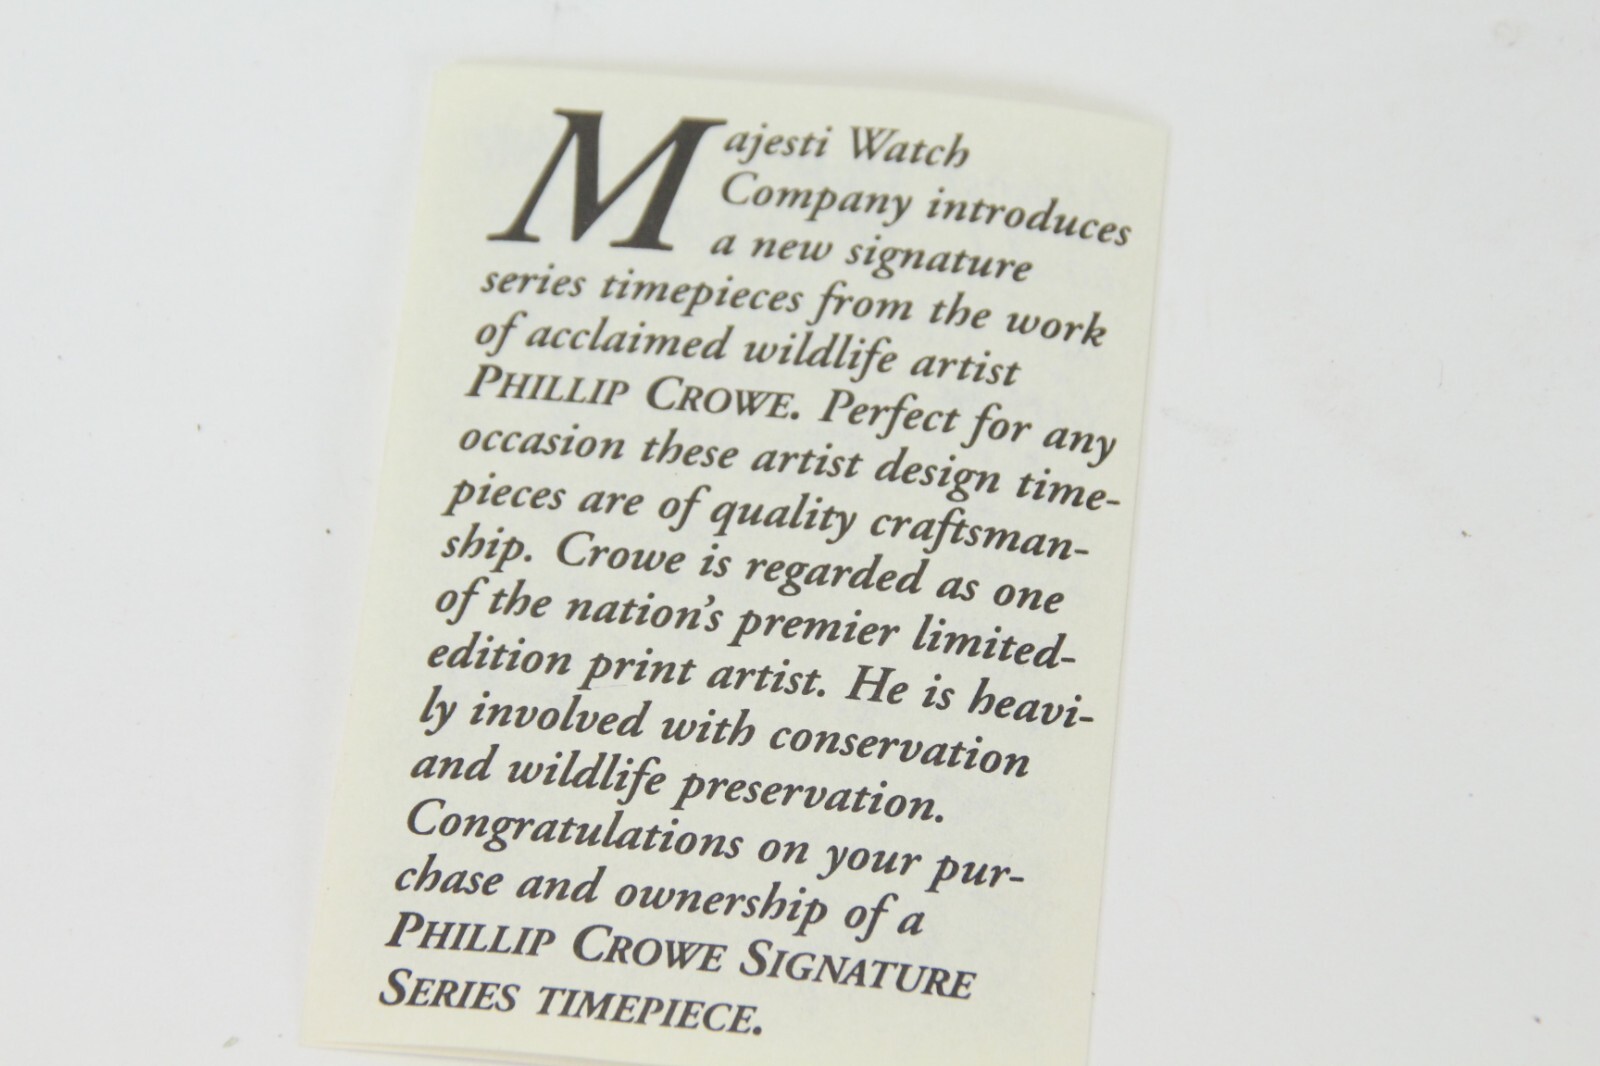 Majesti Watch
Company introduces
a new signature
series timepieces from the work
of acclaimed wildlife artist
PHILLIP CROWE. Perfect for any
occasion these artist design time-
pieces are of quality craftsman-
ship. Crowe is regarded as one
of the nation's premier limited-
edition print artist. He is heavi-
ly involved with conservation
and wildlife preservation.
Congratulations on your pur-
chase and ownership of a
PHILLIP CROWE SIGNATURE
SERIES TIMEPIECE.